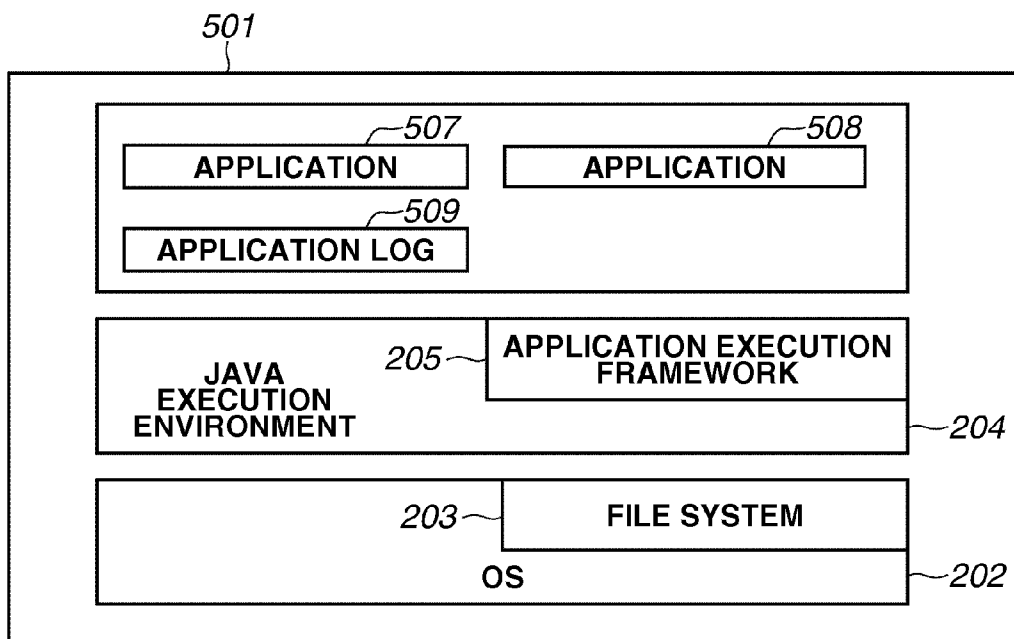 501
507
508
APPLICATION
APPLICATION
509
APPLICATION LOG
205
APPLICATION EXECUTION
FRAMEWORK
JAVA
EXECUTION
ENVIRONMENT
204
203
FILE SYSTEM
OS
202